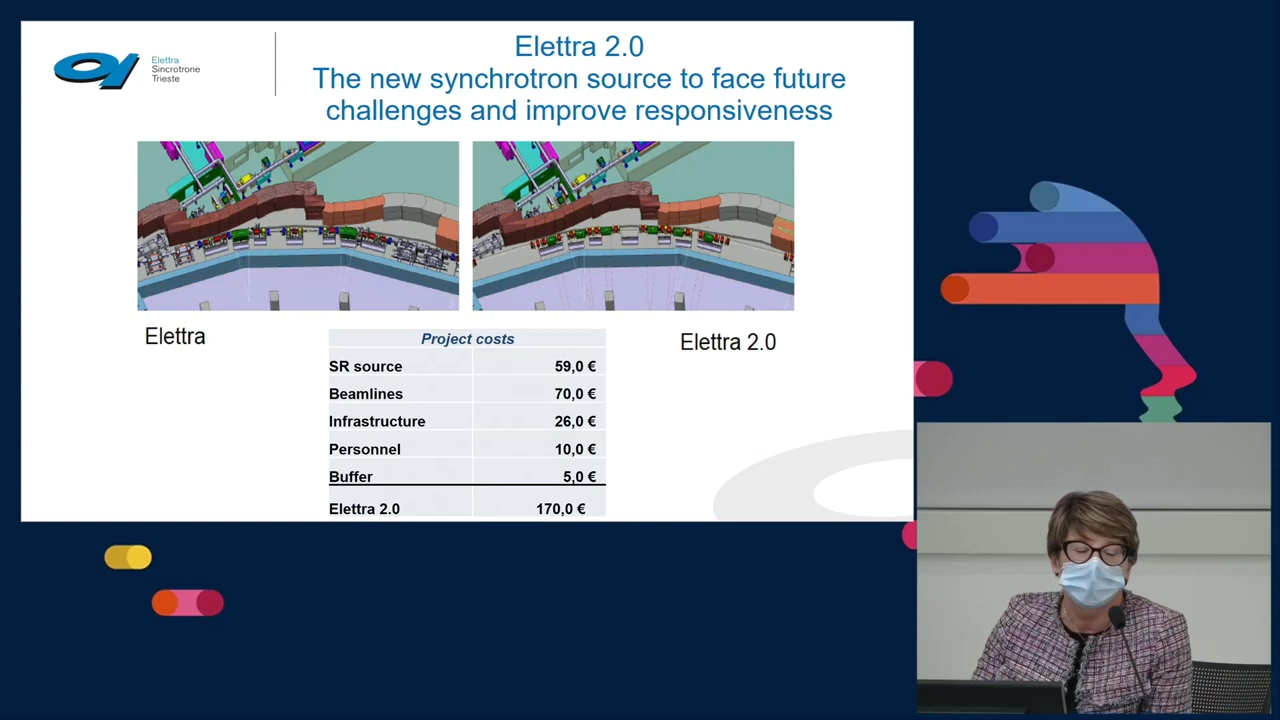 Elettra
Sincrotrone
Trieste
Elettra 2.0
The new synchrotron source to face future
challenges and improve responsiveness
Elettra
Elettra 2.0
Project costs
SR source 59,0 €
Beamlines 70,0 €
Infrastructure 26,0 €
Personnel 10,0 €
Buffer 5,0 €
Elettra 2.0 170,0 €